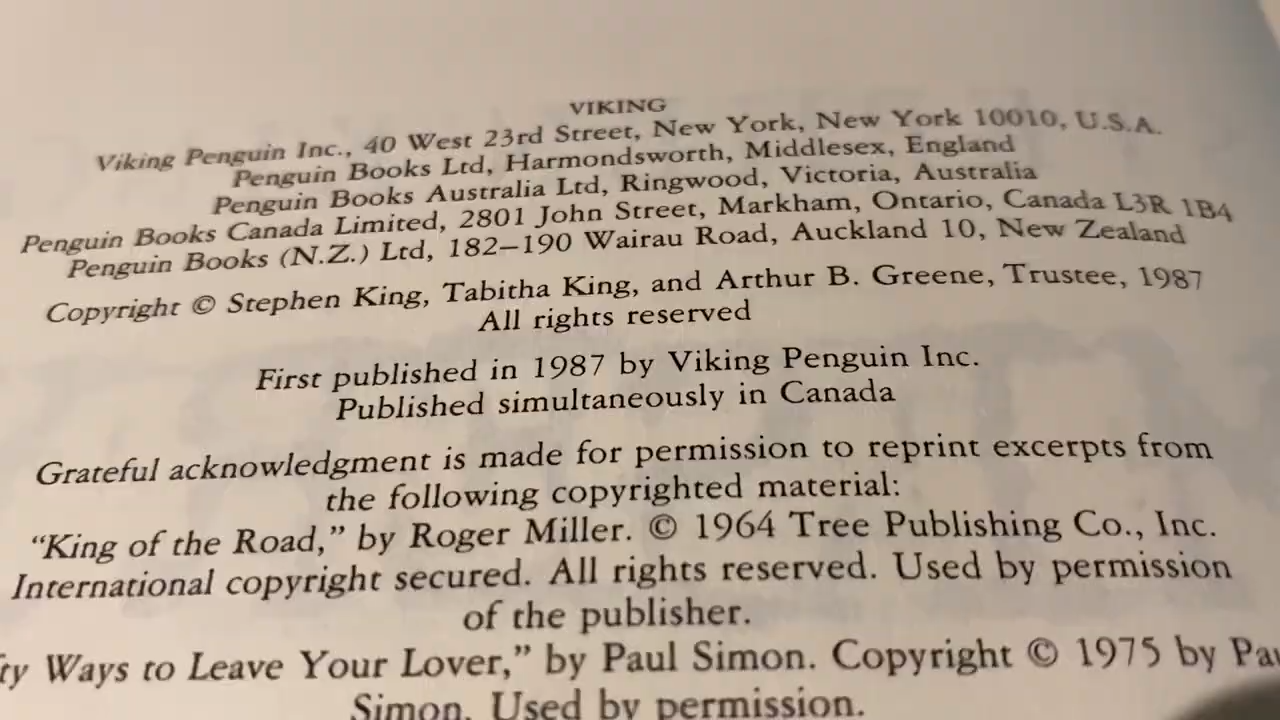 VIKING
Viking Penguin Inc., 40 West 23rd Street, New York, New York 10010, U.S.A.
Penguin Books Ltd, Harmondsworth, Middlesex, England
Penguin Books Australia Ltd, Ringwood, Victoria, Australia
Penguin Books Canada Limited, 2801 John Street, Markham, Ontario, Canada L3R 1B4
Penguin Books (N.Z.) Ltd, 182–190 Wairau Road, Auckland 10, New Zealand
Copyright © Stephen King, Tabitha King, and Arthur B. Greene, Trustee, 1987
All rights reserved
First published in 1987 by Viking Penguin Inc.
Published simultaneously in Canada
Grateful acknowledgment is made for permission to reprint excerpts from
the following copyrighted material:
“King of the Road,” by Roger Miller. © 1964 Tree Publishing Co., Inc.
International copyright secured. All rights reserved. Used by permission
of the publisher.
ty Ways to Leave Your Lover,” by Paul Simon. Copyright © 1975 by Pau
Simon. Used by permission.